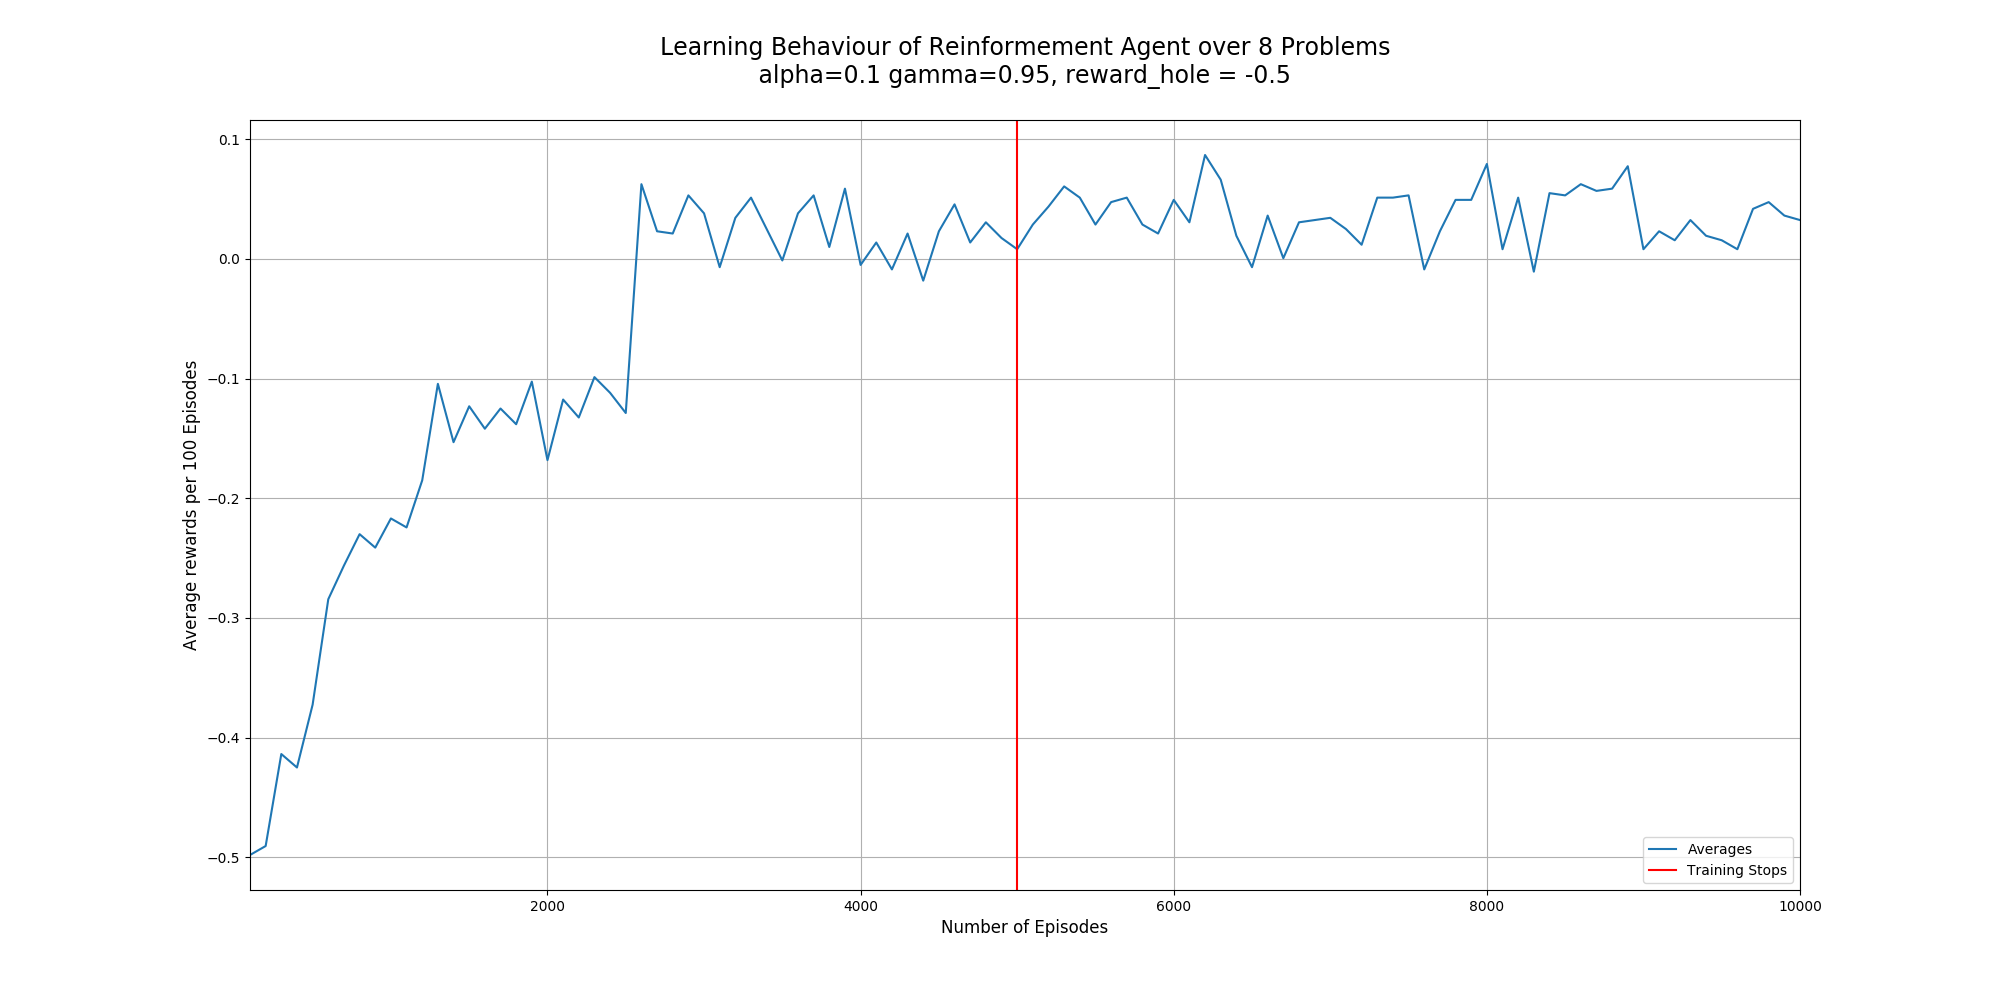 Learning Behaviour of Reinformement Agent over 8 Problems
alpha=0.1 gamma=0.95, reward_hole = -0.5
0.1
0.0
−0.1
−0.2
−0.3
−0.4
−0.5
Average rewards per 100 Episodes
Averages
Training Stops
2000
4000
6000
8000
10000
Number of Episodes